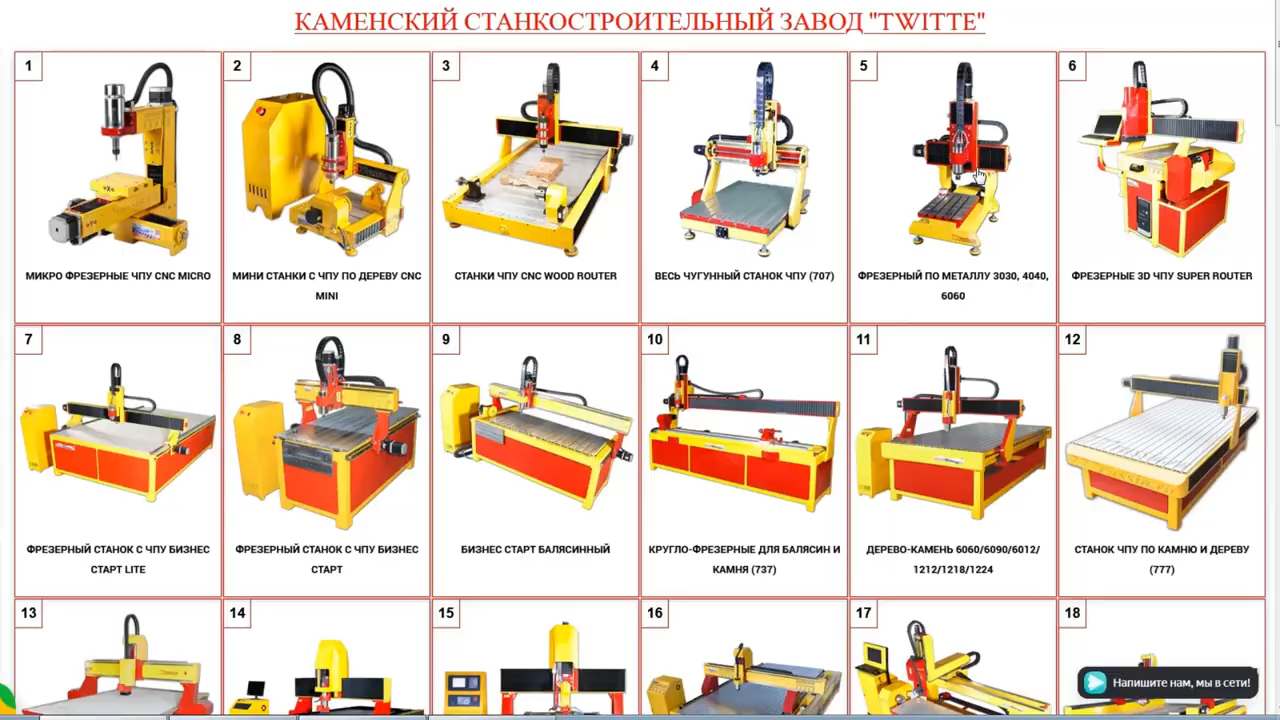 КАМЕНСКИЙ СТАНКОСТРОИТЕЛЬНЫЙ ЗАВОД "TWITTE"
1
2
3
4
5
6
МИКРО ФРЕЗЕРНЫЕ ЧПУ CNC MICRO
МИНИ СТАНКИ С ЧПУ ПО ДЕРЕВУ CNC
MINI
СТАНКИ ЧПУ CNC WOOD ROUTER
ВЕСЬ ЧУГУННЫЙ СТАНОК ЧПУ (707)
ФРЕЗЕРНЫЙ ПО МЕТАЛЛУ 3030, 4040,
6060
ФРЕЗЕРНЫЕ 3D ЧПУ SUPER ROUTER
7
8
9
10
11
12
ФРЕЗЕРНЫЙ СТАНОК С ЧПУ БИЗНЕС
СТАРТ LITE
ФРЕЗЕРНЫЙ СТАНОК С ЧПУ БИЗНЕС
СТАРТ
БИЗНЕС СТАРТ БАЛЯСИННЫЙ
КРУГЛО-ФРЕЗЕРНЫЕ ДЛЯ БАЛЯСИН И
КАМНЯ (737)
ДЕРЕВО-КАМЕНЬ 6060/6090/6012/
1212/1218/1224
СТАНОК ЧПУ ПО КАМНЮ И ДЕРЕВУ
(777)
13
14
15
16
17
18
Напишите нам, мы в сети!